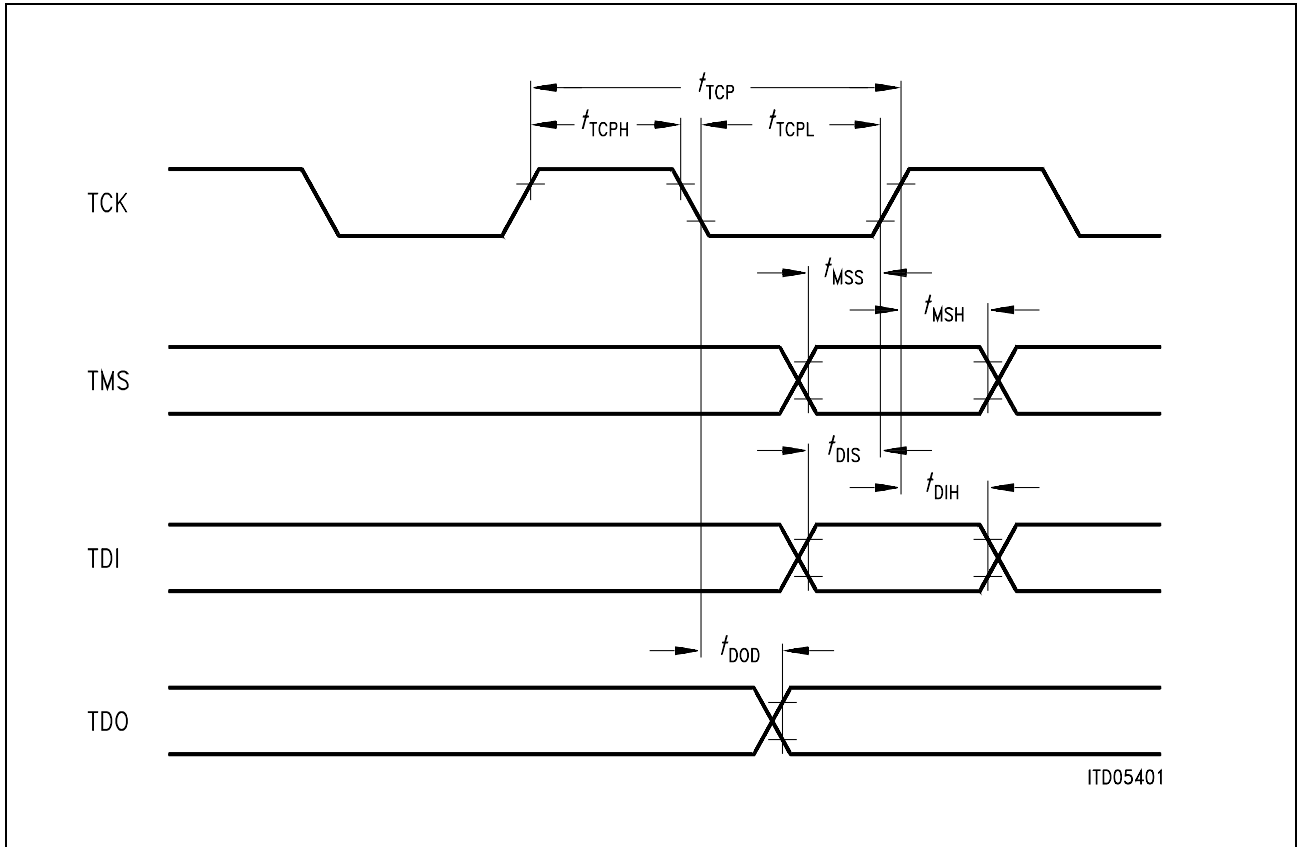 tTCP
tTCPH
tTCPL
TCK
tMSS
tMSH
TMS
tDIS
tDIH
TDI
tDOD
TDO
ITD05401